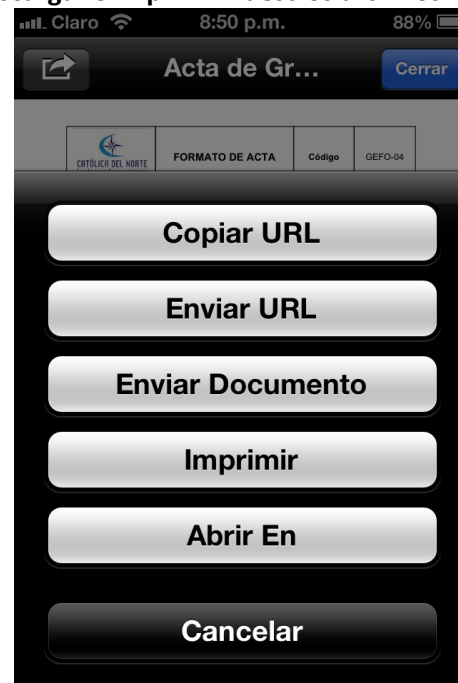 Claro 8:50 p.m. 88%
Acta de Gr... Cerrar
CATÓLICA DEL NORTE FORMATO DE ACTA Código GEFO-04
Copiar URL
Enviar URL
Enviar Documento
Imprimir
Abrir En
Cancelar